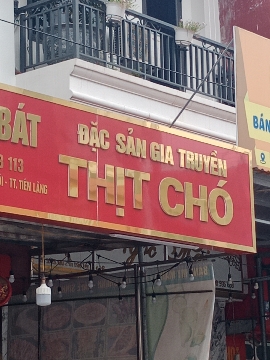 BÁT
113
TT. TIÊN LÃNG
ĐẶC SẢN GIA TRUYỀN
THỊT CHÓ
BÁN